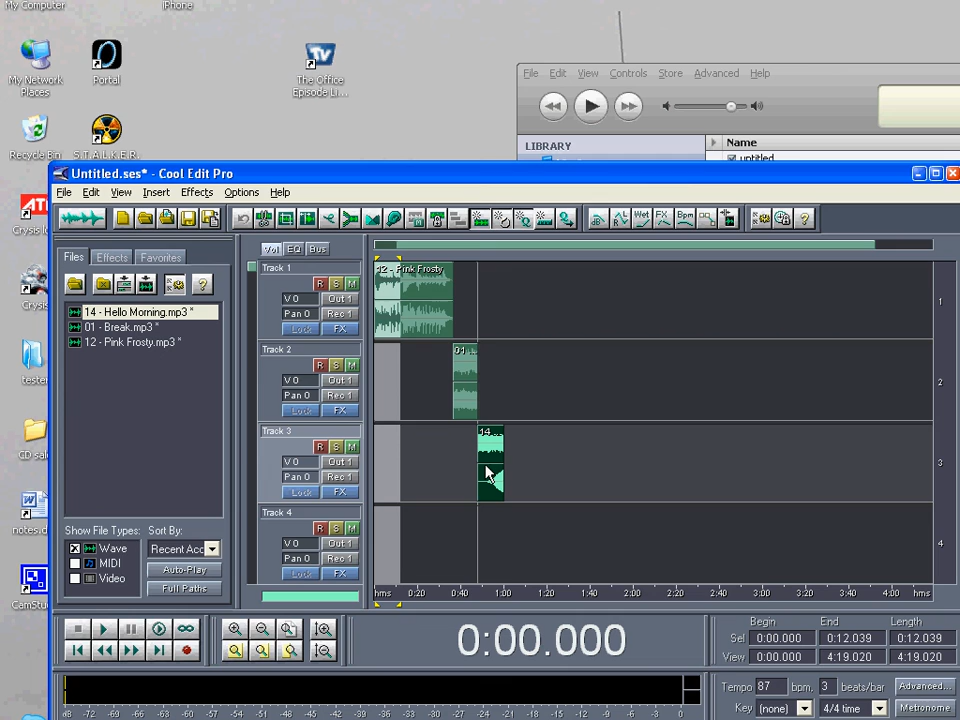 My Computer
iPhone
My Network
Places
Portal
The Office
Episode Li...
Recycle Bin
S.T.A.L.k.E.R.
ATI
Crysis
Crysis
tester
CD sal
notes.d
CamStu
File Edit View Controls Store Advanced Help
LIBRARY
Name
untitled
Untitled.ses* - Cool Edit Pro
File Edit View Insert Effects Options Help
Files Effects Favorites
14 - Hello Morning.mp3 *
01 - Break.mp3 *
12 - Pink Frosty.mp3 *
Show File Types:
Sort By:
Wave
MIDI
Video
Recent Acc
Auto-Play
Full Paths
Vol EQ Bus
Track 1
R S M
V 0 Out 1
Pan 0 Rec 1
Lock FX
12 - Pink Frosty
1
Track 2
R S M
V 0 Out 1
Pan 0 Rec 1
Lock FX
01 ...
2
Track 3
R S M
V 0 Out 1
Pan 0 Rec 1
Lock FX
14...
3
Track 4
R S M
V 0 Out 1
Pan 0 Rec 1
Lock FX
4
hms 0:20 0:40 1:00 1:20 1:40 2:00 2:20 2:40 3:00 3:20 3:40 4:00 hms
0:00.000
Begin End Length
Sel 0:00.000 0:12.039 0:12.039
View 0:00.000 4:19.020 4:19.020
dB -72 -69 -66 -63 -60 -57 -54 -51 -48 -45 -42 -39 -36 -33 -30 -27 -24 -21 -18 -15 -12 -9 -6 -3 0
Tempo 87 bpm, 3 beats/bar Advanced...
Key (none) 4/4 time Metronome